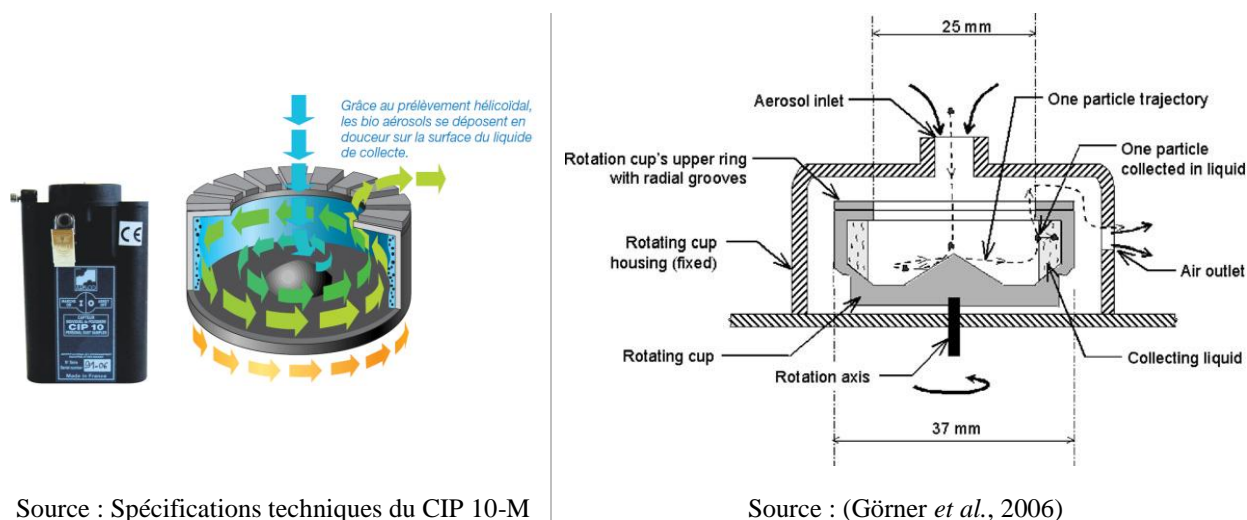 Grâce au prélèvement hélicoïdal,
les bio aérosols se déposent en
douceur sur la surface du liquide
de collecte.
CE
CIP 10
Made in France
Source : Spécifications techniques du CIP 10-M
25 mm
Aerosol inlet
One particle trajectory
Rotation cup's upper ring
with radial grooves
One particle
collected in liquid
Rotating cup
housing (fixed)
Air outlet
Rotating cup
Collecting liquid
Rotation axis
37 mm
Source : (Görner et al., 2006)